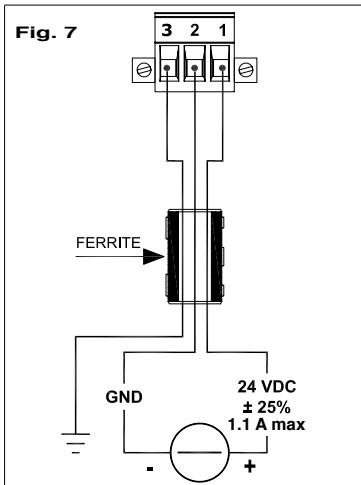 Fig. 7
3 2 1
FERRITE
GND
24 VDC
± 25%
1.1 A max
- +